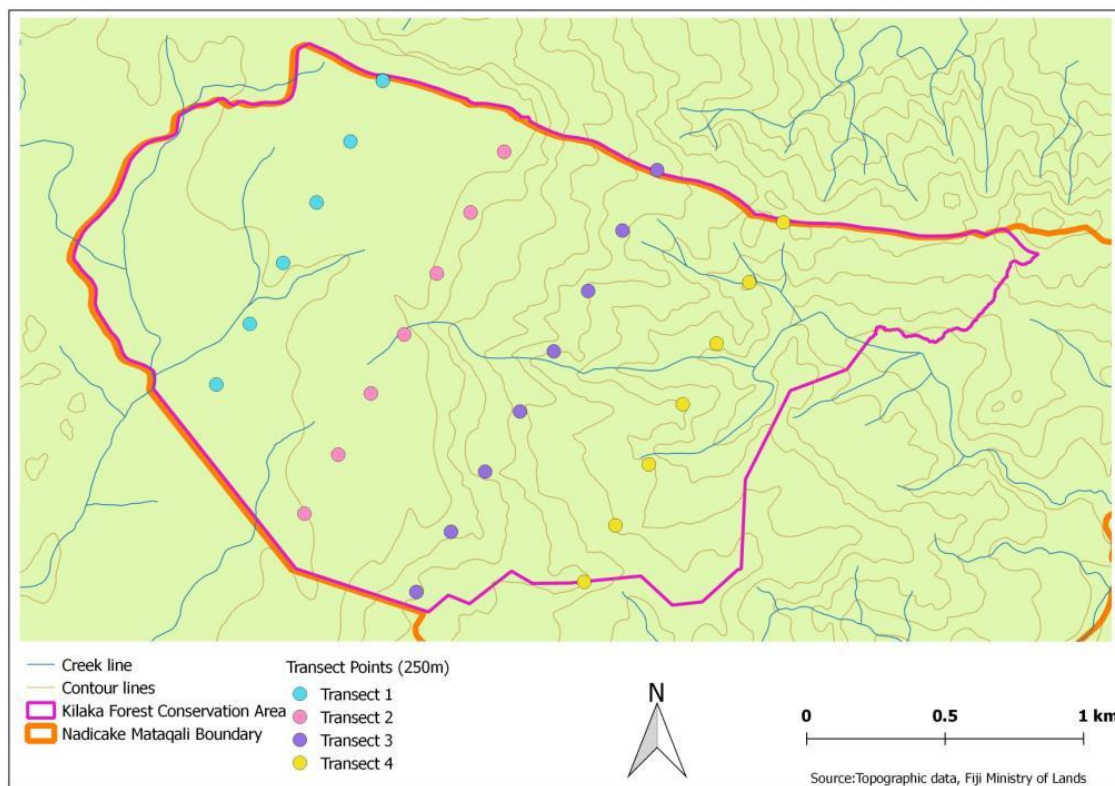 Creek line
Contour lines
Kilaka Forest Conservation Area
Nadicake Mataqali Boundary
Transect Points (250m)
Transect 1
Transect 2
Transect 3
Transect 4
N
0 0.5 1 km
Source:Topographic data, Fiji Ministry of Lands